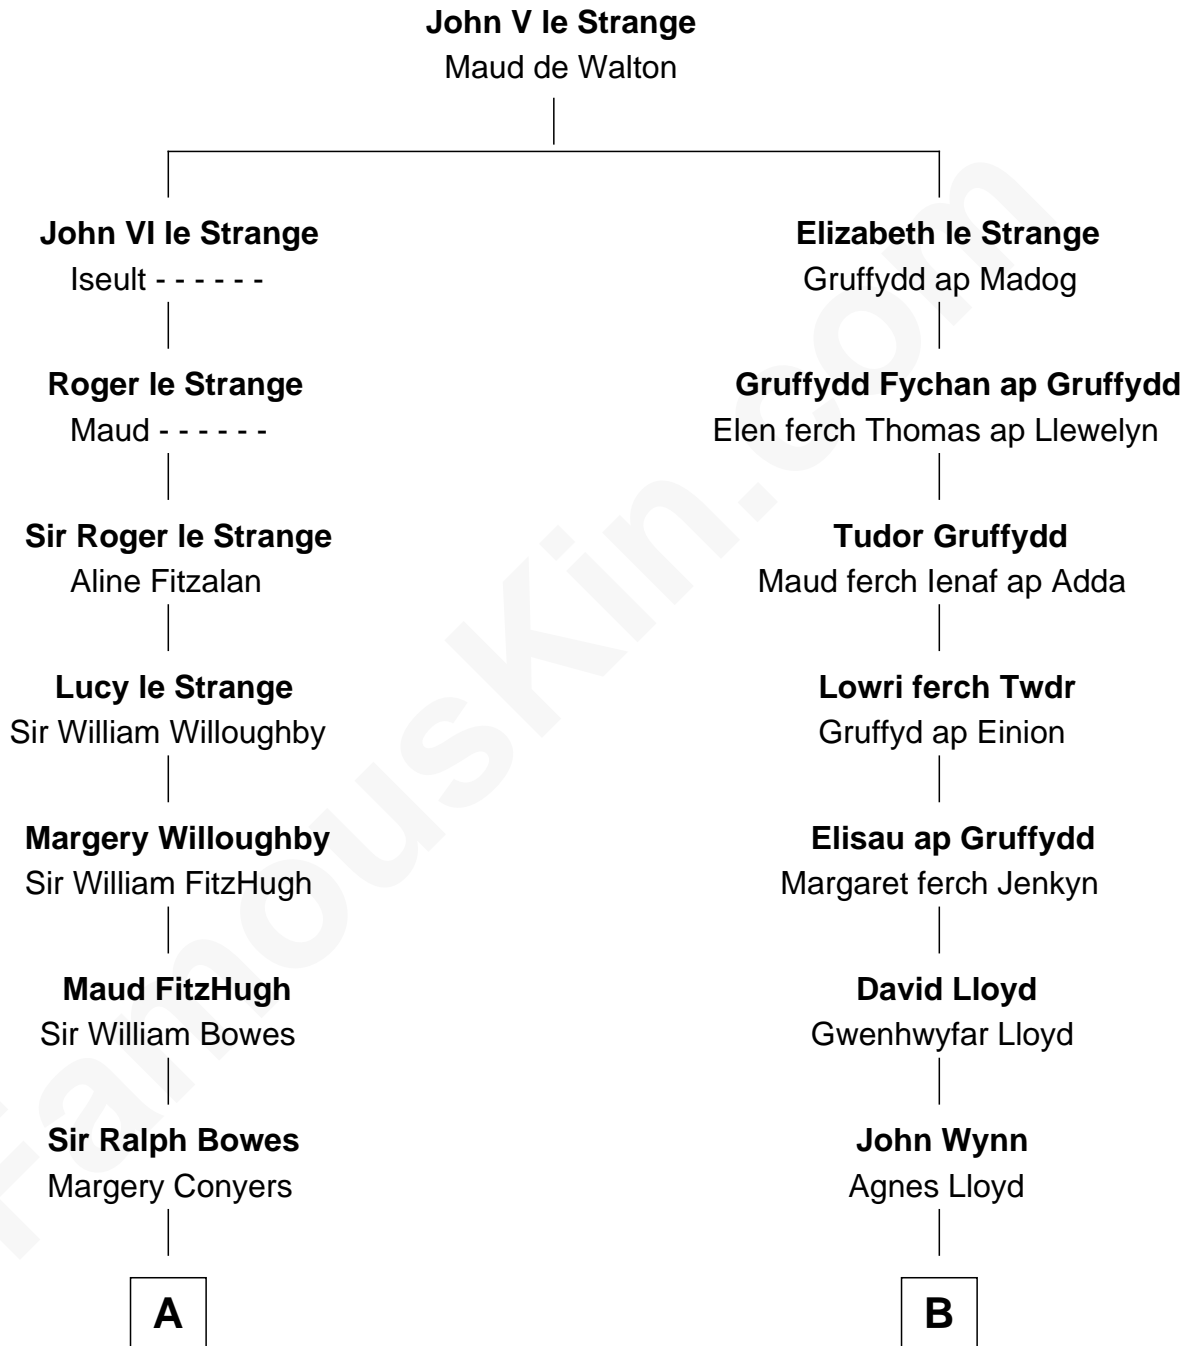 John V le Strange
Maud de Walton
John VI le Strange
Iseult - - - - - -
Elizabeth le Strange
Gruffydd ap Madog
Roger le Strange
Maud - - - - - -
Gruffydd Fychan ap Gruffydd
Elen ferch Thomas ap Llewelyn
Sir Roger le Strange
Aline Fitzalan
Tudor Gruffydd
Maud ferch Ienaf ap Adda
Lucy le Strange
Sir William Willoughby
Lowri ferch Twdr
Gruffyd ap Einion
Margery Willoughby
Sir William FitzHugh
Elisau ap Gruffydd
Margaret ferch Jenkyn
Maud FitzHugh
Sir William Bowes
David Lloyd
Gwenhwyfar Lloyd
Sir Ralph Bowes
Margery Conyers
John Wynn
Agnes Lloyd
A
B
FamousKin.com